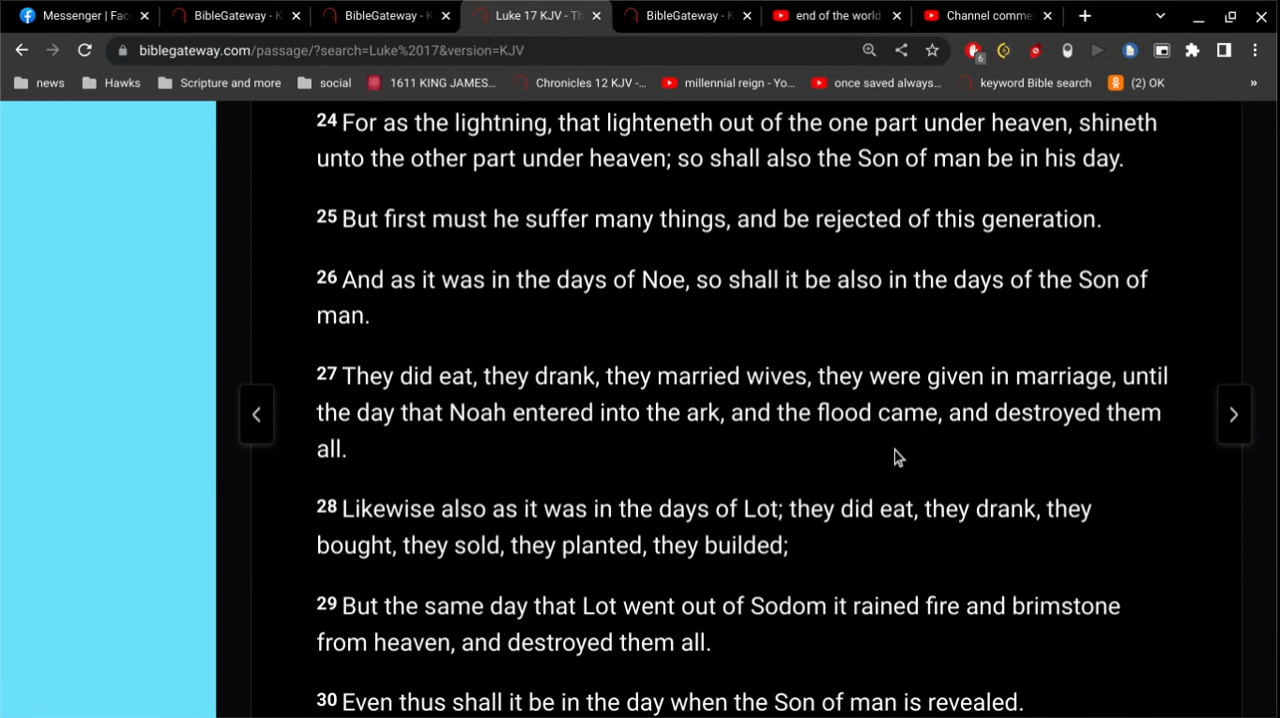 Messenger | Fac
BibleGateway - K
BibleGateway - K
Luke 17 KJV - Th
BibleGateway - K
end of the world
Channel comme
biblegateway.com/passage/?search=Luke%2017&version=KJV
6
news
Hawks
Scripture and more
social
1611 KING JAMES...
Chronicles 12 KJV -...
millennial reign - Yo...
once saved always...
keyword Bible search
(2) OK
»
24 For as the lightning, that lighteneth out of the one part under heaven, shineth
unto the other part under heaven; so shall also the Son of man be in his day.
25 But first must he suffer many things, and be rejected of this generation.
26 And as it was in the days of Noe, so shall it be also in the days of the Son of
man.
27 They did eat, they drank, they married wives, they were given in marriage, until
the day that Noah entered into the ark, and the flood came, and destroyed them
all.
28 Likewise also as it was in the days of Lot; they did eat, they drank, they
bought, they sold, they planted, they builded;
29 But the same day that Lot went out of Sodom it rained fire and brimstone
from heaven, and destroyed them all.
30 Even thus shall it be in the day when the Son of man is revealed.